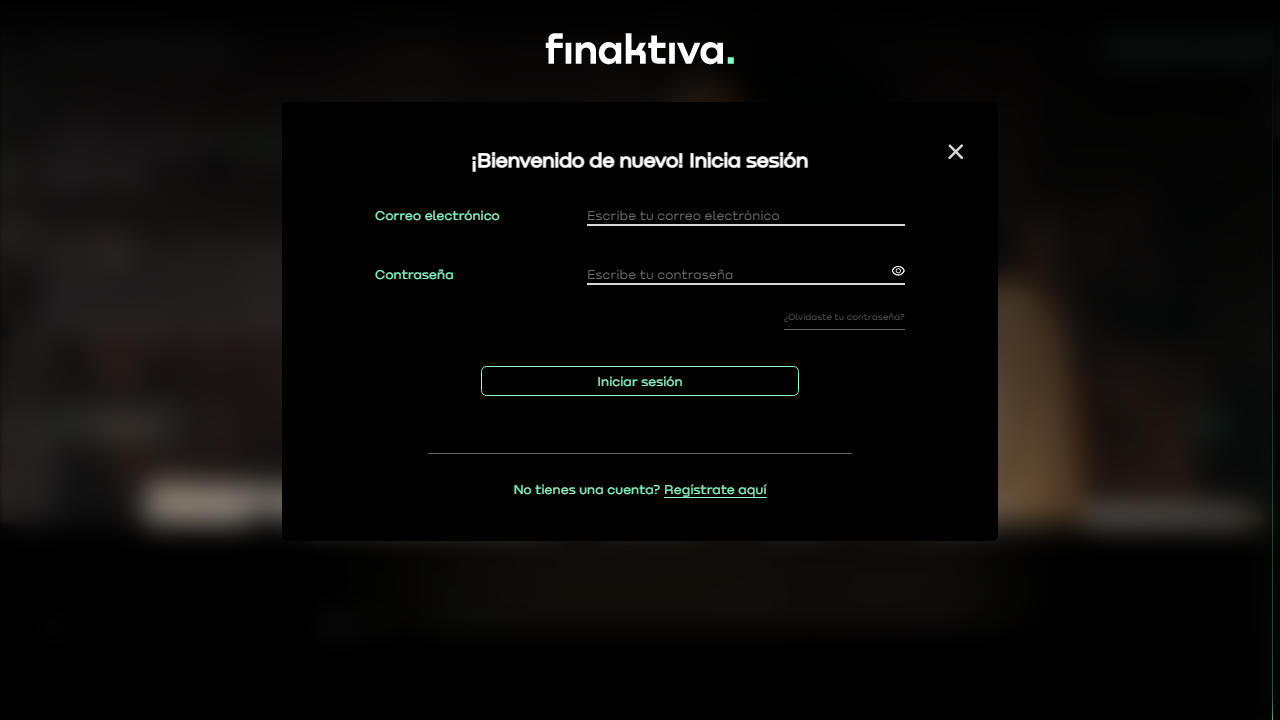 finaktiva.
¡Bienvenido de nuevo! Inicia sesión
Correo electrónico
Escribe tu correo electrónico
Contraseña
Escribe tu contraseña
¿Olvidaste tu contraseña?
Iniciar sesión
No tienes una cuenta? Regístrate aquí